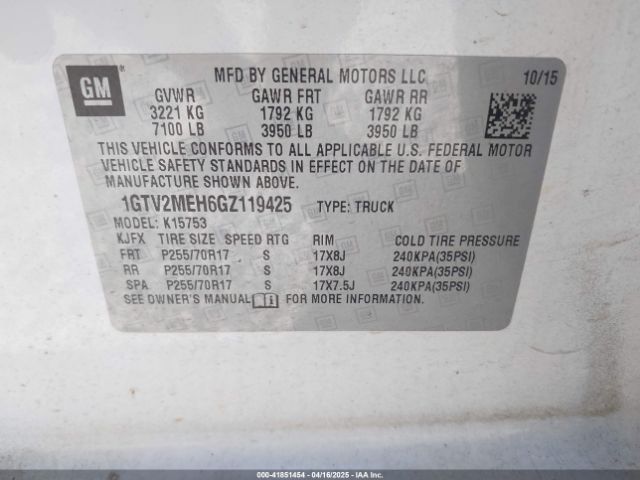 GM
MFD BY GENERAL MOTORS LLC
10/15
GVWR GAWR FRT GAWR RR
3221 KG 1792 KG 1792 KG
7100 LB 3950 LB 3950 LB
THIS VEHICLE CONFORMS TO ALL APPLICABLE U.S. FEDERAL MOTOR
VEHICLE SAFETY STANDARDS IN EFFECT ON THE DATE OF
MANUFACTURE SHOWN ABOVE.
1GTV2MEH6GZ119425 TYPE: TRUCK
MODEL: K15753
KJFX TIRE SIZE SPEED RTG RIM COLD TIRE PRESSURE
FRT P255/70R17 S 17X8J 240KPA(35PSI)
RR P255/70R17 S 17X8J 240KPA(35PSI)
SPA P255/70R17 S 17X7.5J 240KPA(35PSI)
SEE OWNER'S MANUAL FOR MORE INFORMATION.
000-41851454 - 04/16/2025 - IAAI.COM